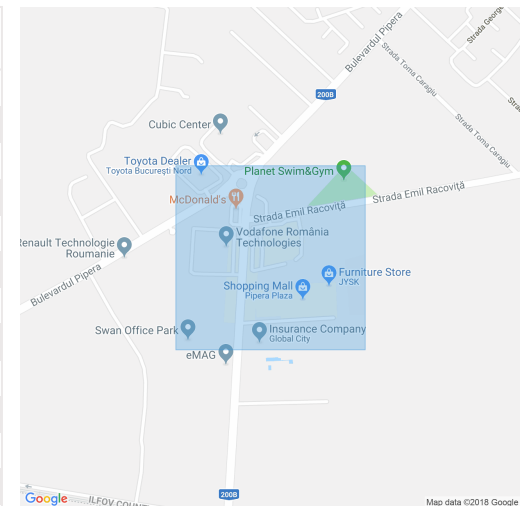 Strada George
Bulevardul Pipera
Strada Toma Caragiu
200B
Cubic Center
Strada Toma Caragiu
Toyota Dealer
Toyota București Nord
Planet Swim&Gym
McDonald's
Strada Emil Racoviță
Strada Emil Racoviță
Vodafone România
Technologies
Renault Technologie
Roumanie
Furniture Store
JYSK
Bulevardul Pipera
Shopping Mall
Pipera Plaza
Swan Office Park
Insurance Company
Global City
eMAG
200B
Google
ILFOV COUNT
Map data ©2018 Google